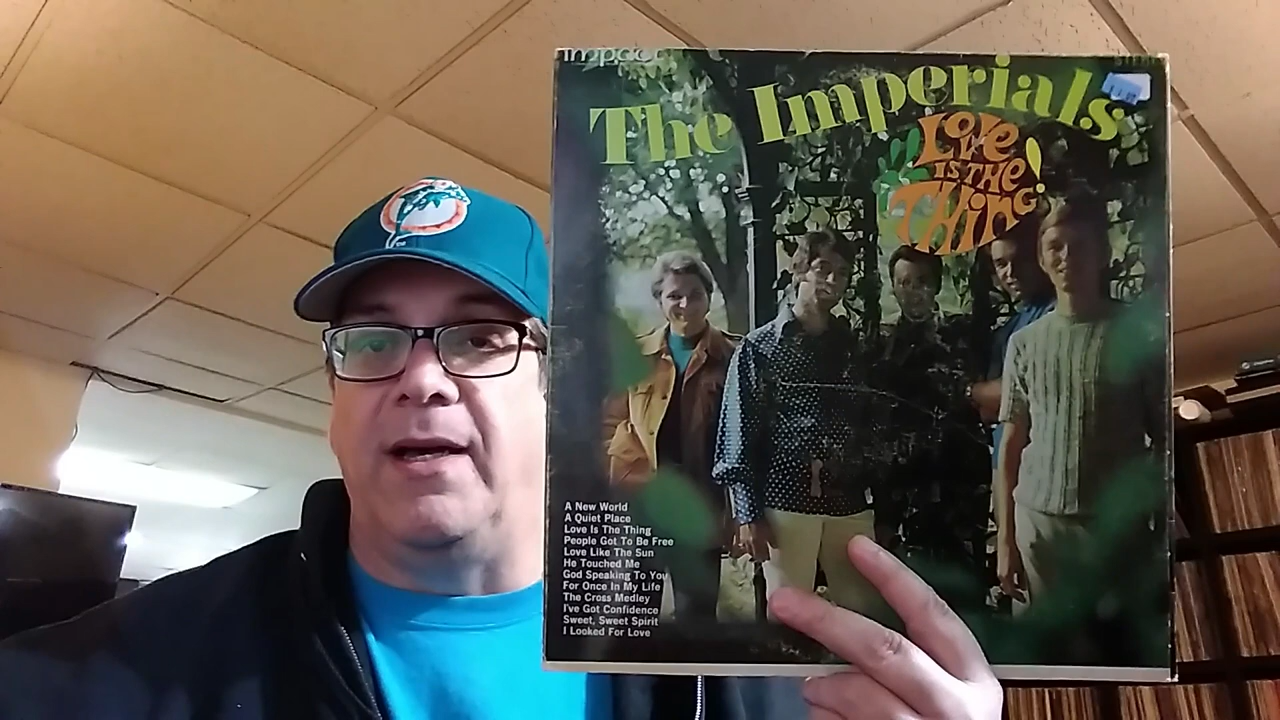 impact
STEREO
The Imperials
LOVE
IS THE
THING!
A New World
A Quiet Place
Love Is The Thing
People Got To Be Free
Love Like The Sun
He Touched Me
God Speaking To You
For Once In My Life
The Cross Medley
I've Got Confidence
Sweet, Sweet Spirit
I Looked For Love